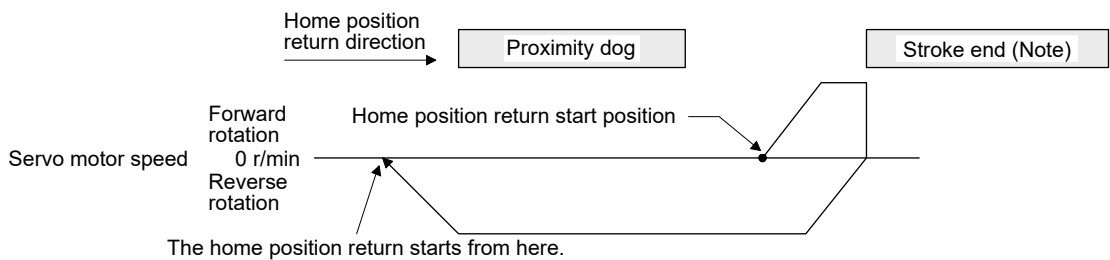 Home position
return direction
Proximity dog
Stroke end (Note)
Forward
rotation
Home position return start position
Servo motor speed
0 r/min
Reverse
rotation
The home position return starts from here.